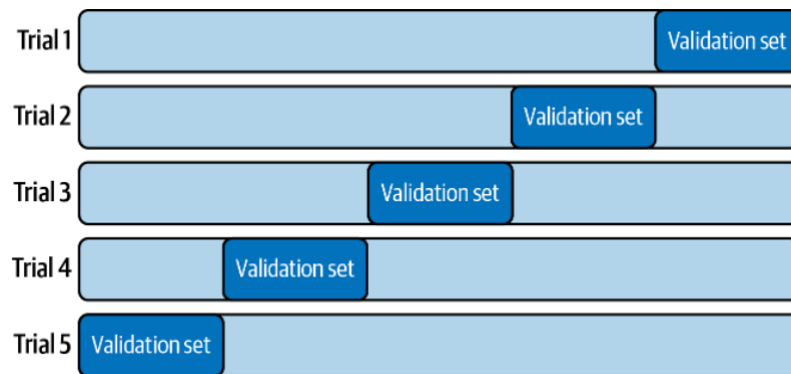 Trial 1 Validation set
Trial 2 Validation set
Trial 3 Validation set
Trial 4 Validation set
Trial 5 Validation set